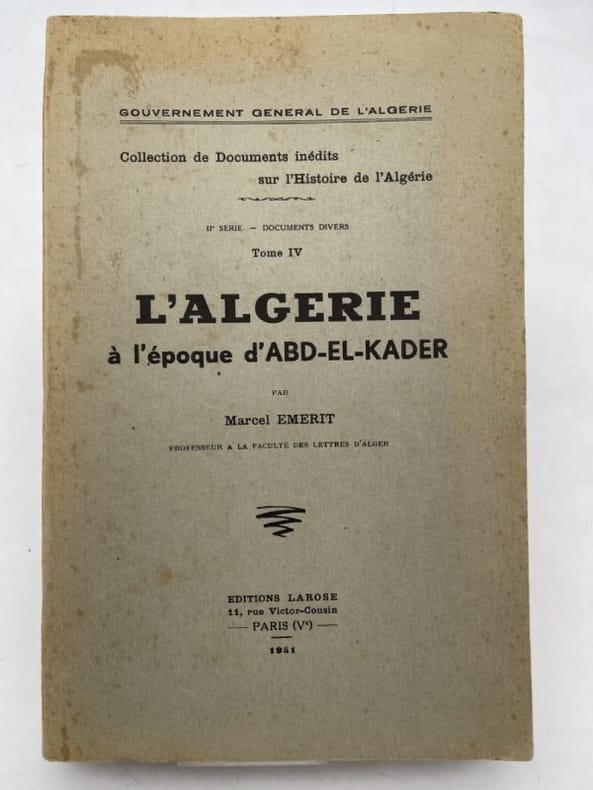 GOUVERNEMENT GENERAL DE L'ALGERIE
Collection de Documents inédits
sur l'Histoire de l'Algérie
IIe SERIE — DOCUMENTS DIVERS
Tome IV
L'ALGERIE
à l'époque d'ABD-EL-KADER
PAR
Marcel EMERIT
PROFESSEUR A LA FACULTÉ DES LETTRES D'ALGER
EDITIONS LAROSE
11, rue Victor-Cousin
— PARIS (Ve) —
1951